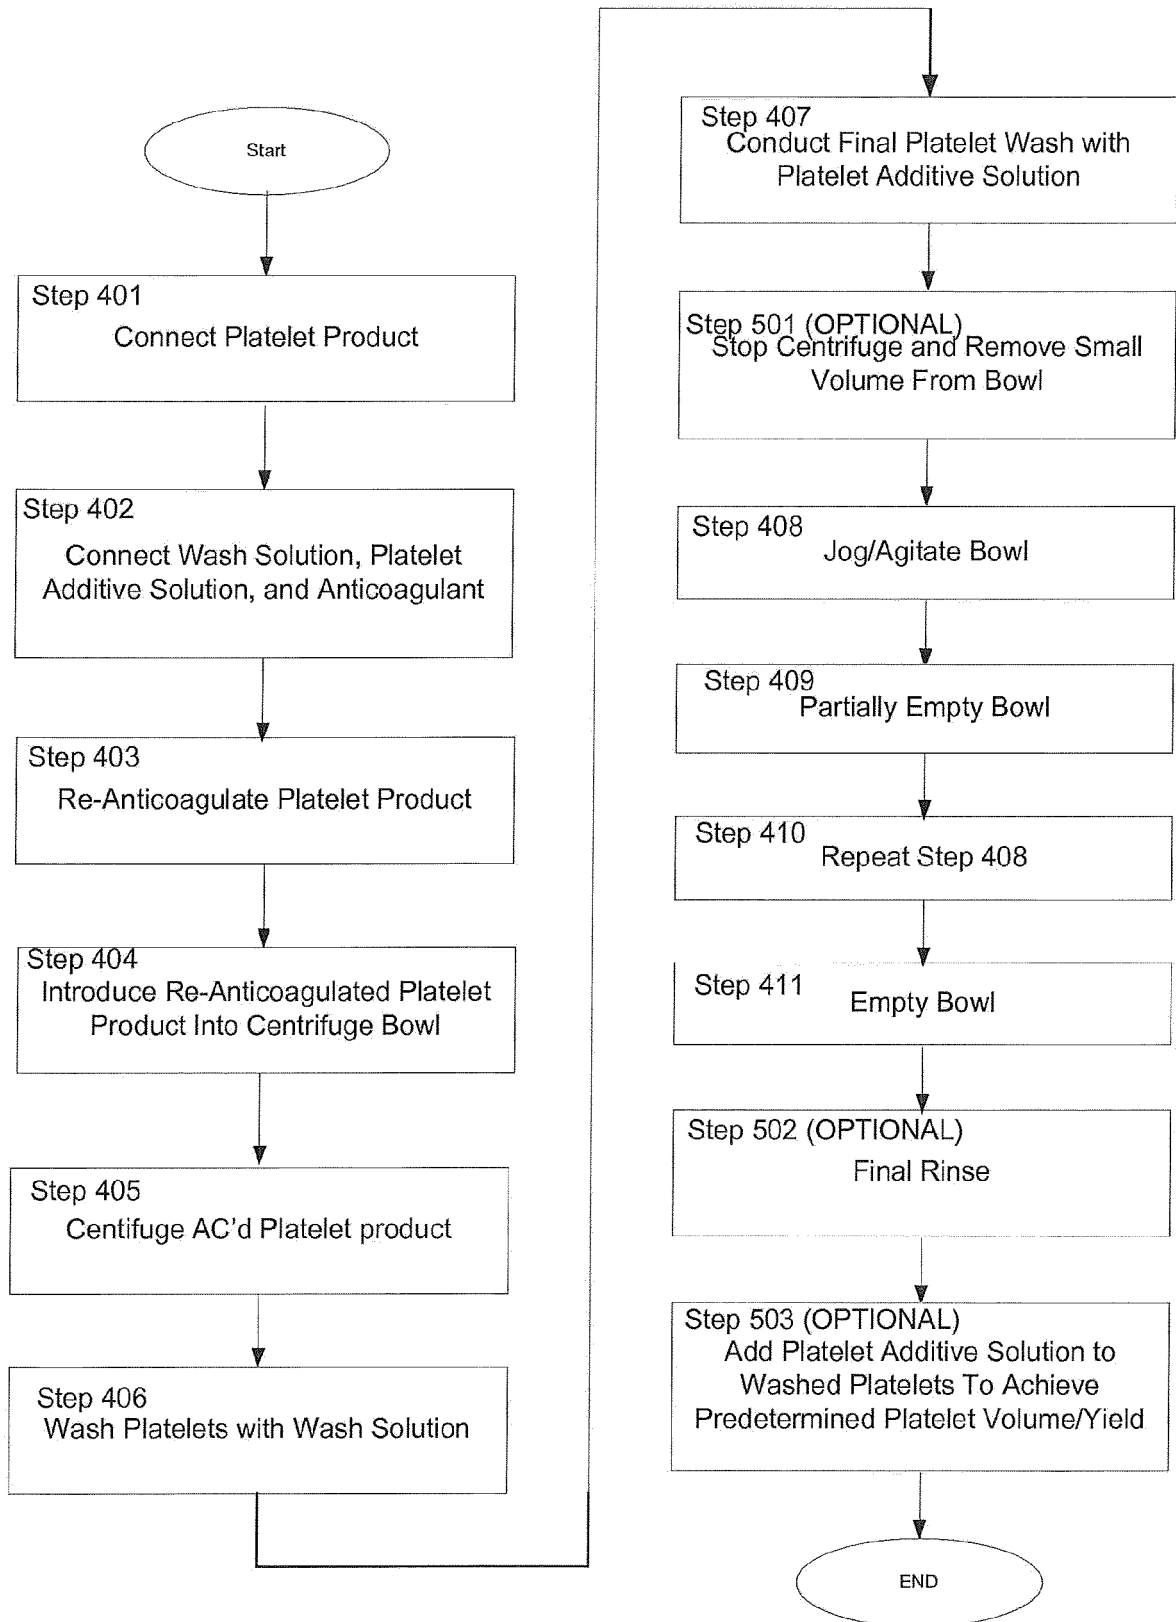 Start
Step 401
Connect Platelet Product
Step 402
Connect Wash Solution, Platelet
Additive Solution, and Anticoagulant
Step 403
Re-Anticoagulate Platelet Product
Step 404
Introduce Re-Anticoagulated Platelet
Product Into Centrifuge Bowl
Step 405
Centifuge AC'd Platelet product
Step 406
Wash Platelets with Wash Solution
Step 407
Conduct Final Platelet Wash with
Platelet Additive Solution
Step 501 (OPTIONAL)
Stop Centrifuge and Remove Small
Volume From Bowl
Step 408
Jog/Agitate Bowl
Step 409
Partially Empty Bowl
Step 410
Repeat Step 408
Step 411
Empty Bowl
Step 502 (OPTIONAL)
Final Rinse
Step 503 (OPTIONAL)
Add Platelet Additive Solution to
Washed Platelets To Achieve
Predetermined Platelet Volume/Yield
END